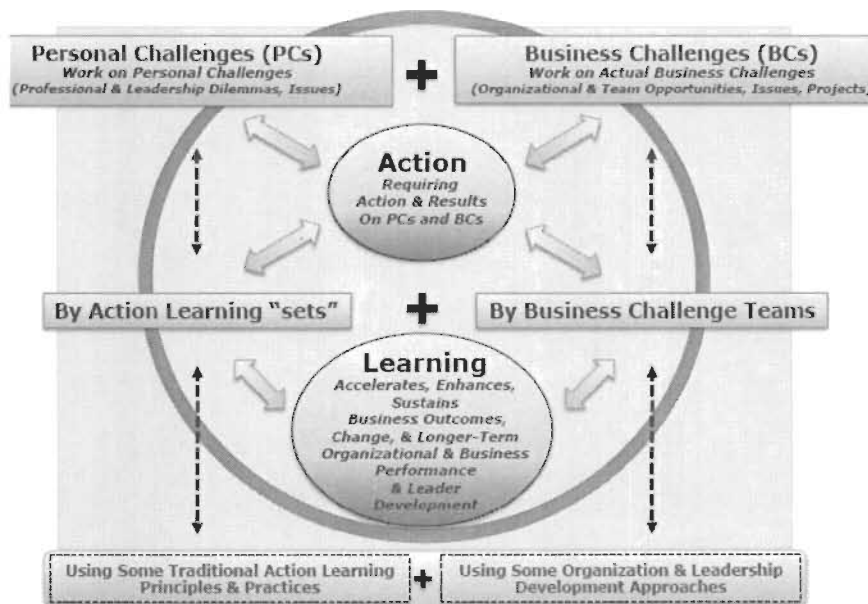 Personal Challenges (PCs)
Work on Personal Challenges
(Professional & Leadership Dilemmas, Issues)
+
Business Challenges (BCs)
Work on Actual Business Challenges
(Organizational & Team Opportunities, Issues, Projects)
Action
Requiring
Action & Results
On PCs and BCs
By Action Learning “sets”
+
By Business Challenge Teams
Learning
Accelerates, Enhances,
Sustains
Business Outcomes,
Change, & Longer-Term
Organizational & Business
Performance
& Leader
Development
Using Some Traditional Action Learning
Principles & Practices
+
Using Some Organization & Leadership
Development Approaches